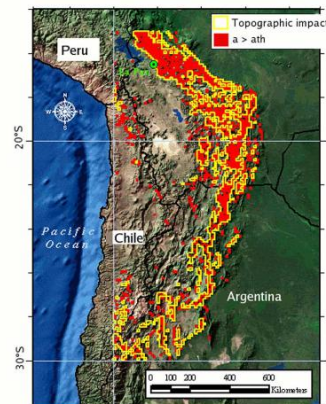 Topographic impact
a > ath
Peru
N
W
E
S
20°S
Pacific
Ocean
Chile
Argentina
30°S
0 100 200 400 600
Kilometers